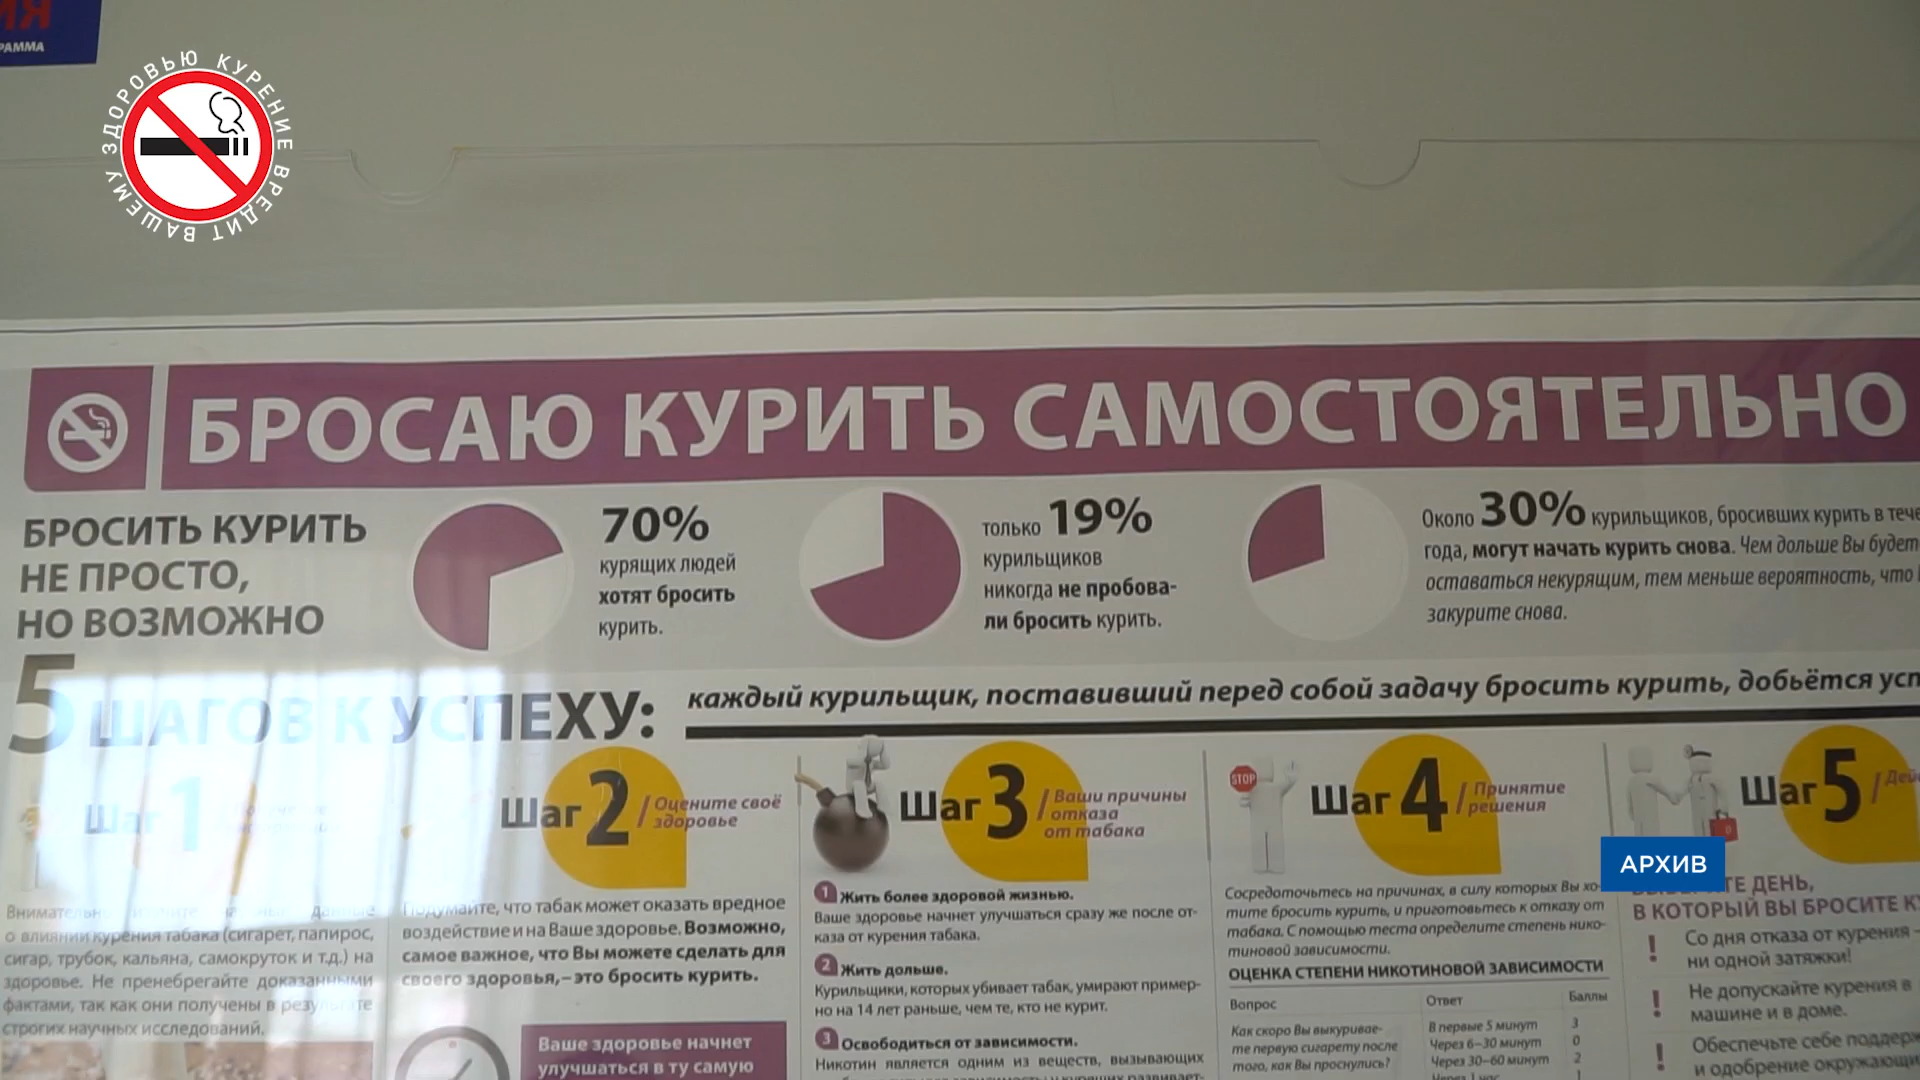 ИЯ
РАММА
КУРЕНИЕ ВРЕДИТ ВАШЕМУ ЗДОРОВЬЮ
БРОСАЮ КУРИТЬ САМОСТОЯТЕЛЬНО
БРОСИТЬ КУРИТЬ
НЕ ПРОСТО,
НО ВОЗМОЖНО
70%
курящих людей
хотят бросить
курить.
только 19%
курильщиков
никогда не пробова-
ли бросить курить.
Около 30% курильщиков, бросивших курить в тече
года, могут начать курить снова. Чем дольше Вы будет
оставаться некурящим, тем меньше вероятность, что
закурите снова.
5 ШАГОВ К УСПЕХУ:
каждый курильщик, поставивший перед собой задачу бросить курить, добьётся усп
Шаг 1
о влиянии курения табака (сигарет, папирос,
сигар, трубок, кальяна, самокруток и т.д.) на
здоровье. Не пренебрегайте доказанными
фактами, так как они получены в результате
строгих научных исследований.
Шаг 2 / Оцените своё
здоровье
Подумайте, что табак может оказать вредное
воздействие и на Ваше здоровье. Возможно,
самое важное, что Вы можете сделать для
своего здоровья, – это бросить курить.
Ваше здоровье начнет
улучшаться в ту самую
Шаг 3 / Ваши причины
отказа
от табака
1 Жить более здоровой жизнью.
Ваше здоровье начнет улучшаться сразу же после от-
каза от курения табака.
2 Жить дольше.
Курильщики, которых убивает табак, умирают пример-
но на 14 лет раньше, чем те, кто не курит.
3 Освободиться от зависимости.
Никотин является одним из веществ, вызывающих
STOP
Шаг 4 / Принятие
решения
Сосредоточьтесь на причинах, в силу которых Вы хо-
тите бросить курить, и приготовьтесь к отказу от
табака. С помощью теста определите степень нико-
тиновой зависимости.
ОЦЕНКА СТЕПЕНИ НИКОТИНОВОЙ ЗАВИСИМОСТИ
Вопрос Ответ Баллы
Как скоро Вы выкуривае-
те первую сигарету после
того, как Вы проснулись?
В первые 5 минут 3
Через 6–30 минут 0
Через 30–60 минут 2
Шаг 5 / Дей
АРХИВ
ТЕ ДЕНЬ,
В КОТОРЫЙ ВЫ БРОСИТЕ К
! Со дня отказа от курения –
ни одной затяжки!
! Не допускайте курения в
машине и в доме.
! Обеспечьте себе поддерж
и одобрение окружающи